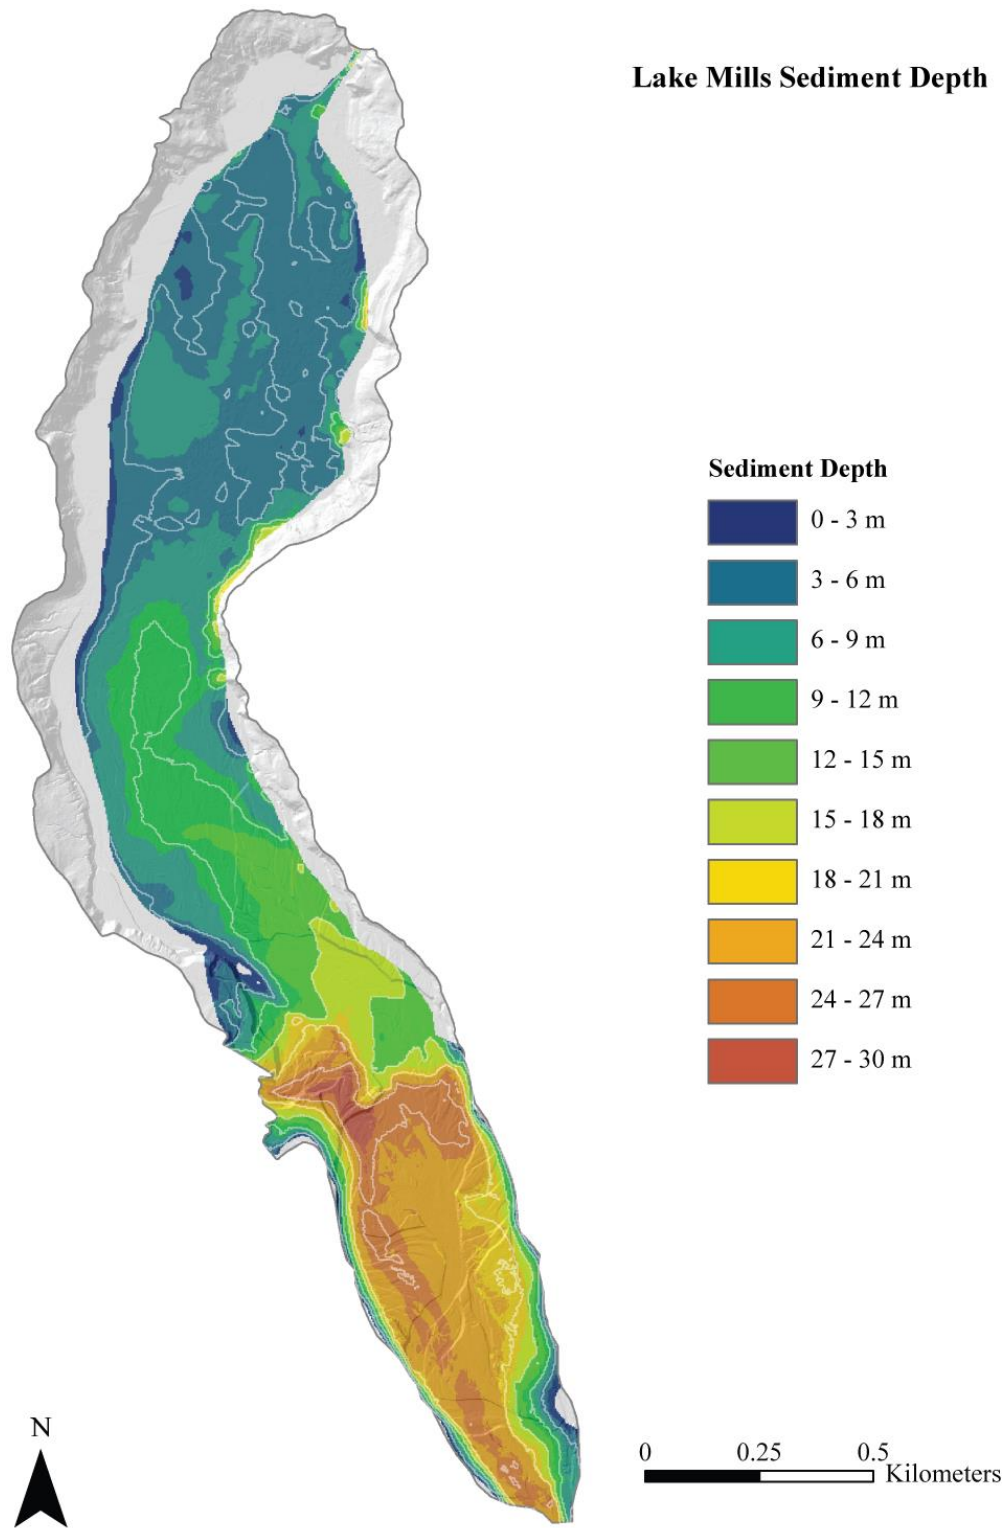 Lake Mills Sediment Depth
Sediment Depth
0 - 3 m
3 - 6 m
6 - 9 m
9 - 12 m
12 - 15 m
15 - 18 m
18 - 21 m
21 - 24 m
24 - 27 m
27 - 30 m
N
0 0.25 0.5
Kilometers